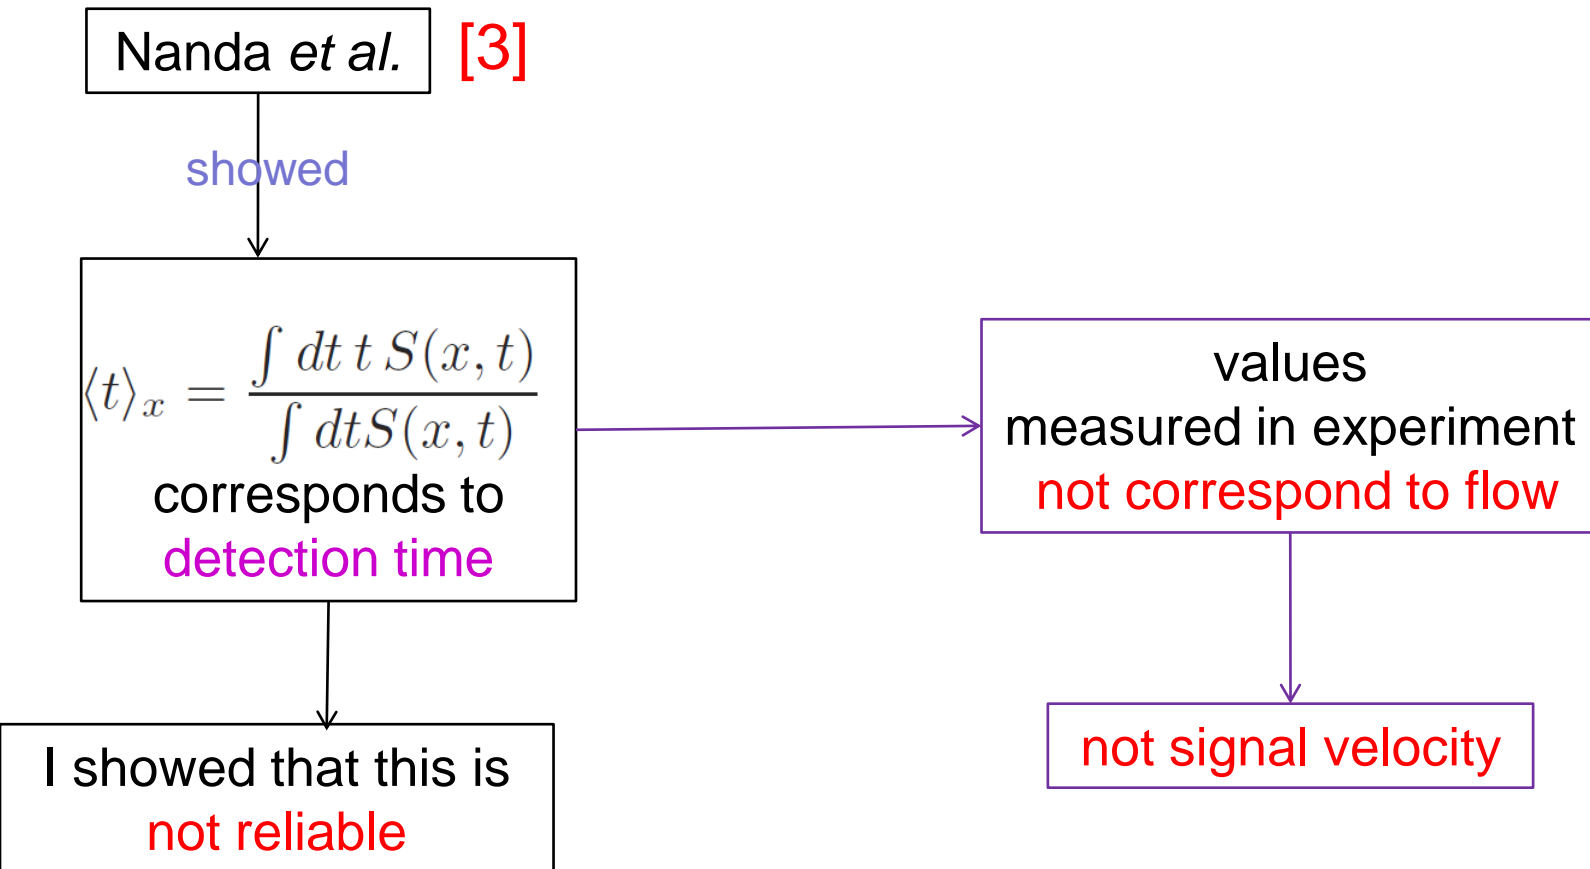 Nanda et al. [3]
showed
⟨t⟩ₓ = ∫ dt t S(x, t) / ∫ dtS(x, t)
corresponds to
detection time
values
measured in experiment
not correspond to flow
I showed that this is
not reliable
not signal velocity